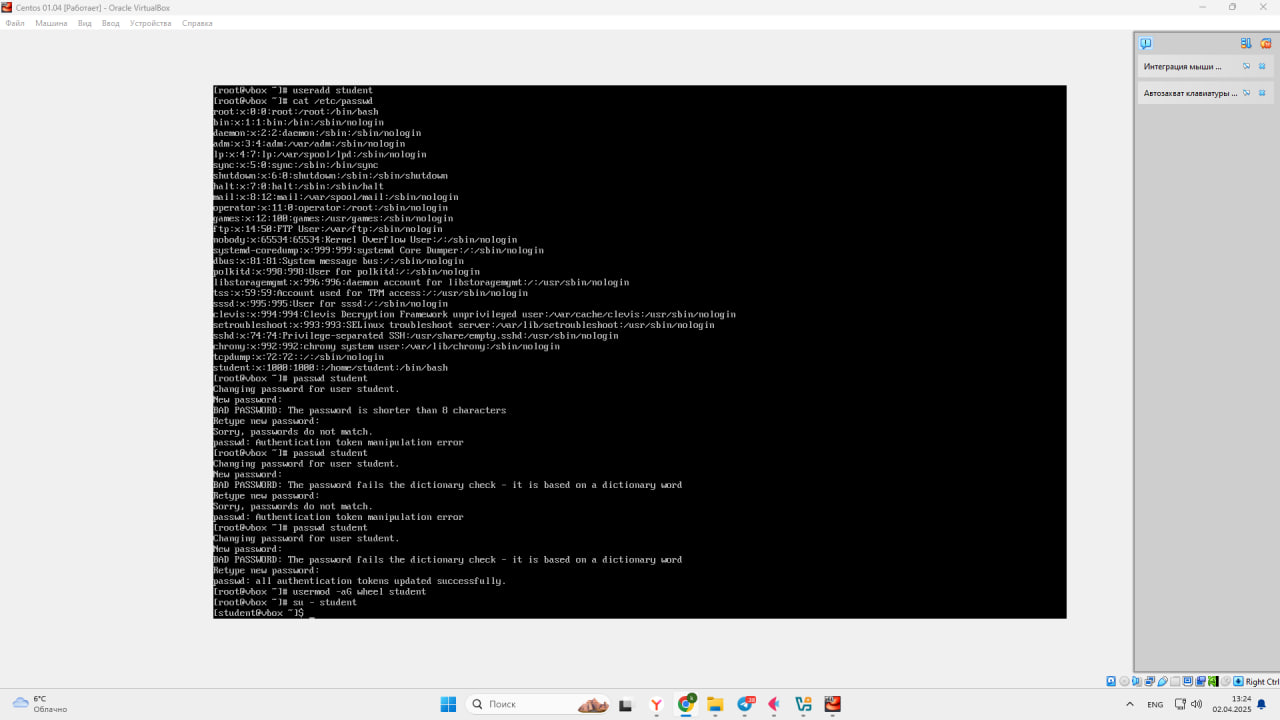 Centos 01.04 [Работает] - Oracle VirtualBox
Файл Машина Вид Ввод Устройства Справка
[root@vbox ~]# useradd student
[root@vbox ~]# cat /etc/passwd
root:x:0:0:root:/root:/bin/bash
bin:x:1:1:bin:/bin:/sbin/nologin
daemon:x:2:2:daemon:/sbin:/sbin/nologin
adm:x:3:4:adm:/var/adm:/sbin/nologin
lp:x:4:7:lp:/var/spool/lpd:/sbin/nologin
sync:x:5:0:sync:/sbin:/bin/sync
shutdown:x:6:0:shutdown:/sbin:/sbin/shutdown
halt:x:7:0:halt:/sbin:/sbin/halt
mail:x:8:12:mail:/var/spool/mail:/sbin/nologin
operator:x:11:0:operator:/root:/sbin/nologin
games:x:12:100:games:/usr/games:/sbin/nologin
ftp:x:14:50:FTP User:/var/ftp:/sbin/nologin
nobody:x:65534:65534:Kernel Overflow User:/:/sbin/nologin
systemd-coredump:x:999:999:systemd Core Dumper:/:/sbin/nologin
dbus:x:81:81:System message bus:/:/sbin/nologin
polkitd:x:998:998:User for polkitd:/:/sbin/nologin
libstoragemgmt:x:996:996:daemon account for libstoragemgmt:/:/usr/sbin/nologin
tss:x:59:59:Account used for TPM access:/:/usr/sbin/nologin
sssd:x:995:995:User for sssd:/:/sbin/nologin
clevis:x:994:994:Clevis Decryption Framework unprivileged user:/var/cache/clevis:/usr/sbin/nologin
setroubleshoot:x:993:993:SELinux troubleshoot server:/var/lib/setroubleshoot:/usr/sbin/nologin
sshd:x:74:74:Privilege-separated SSH:/usr/share/empty.sshd:/usr/sbin/nologin
chrony:x:992:992:chrony system user:/var/lib/chrony:/sbin/nologin
tcpdump:x:72:72::/:/sbin/nologin
student:x:1000:1000::/home/student:/bin/bash
[root@vbox ~]# passwd student
Changing password for user student.
New password:
BAD PASSWORD: The password is shorter than 8 characters
Retype new password:
Sorry, passwords do not match.
passwd: Authentication token manipulation error
[root@vbox ~]# passwd student
Changing password for user student.
New password:
BAD PASSWORD: The password fails the dictionary check - it is based on a dictionary word
Retype new password:
Sorry, passwords do not match.
passwd: Authentication token manipulation error
[root@vbox ~]# passwd student
Changing password for user student.
New password:
BAD PASSWORD: The password fails the dictionary check - it is based on a dictionary word
Retype new password:
passwd: all authentication tokens updated successfully.
[root@vbox ~]# usermod -aG wheel student
[root@vbox ~]# su - student
[student@vbox ~]$ _
Интеграция мыши ...
Автозахват клавиатуры ...
Right Ctrl
6°C
Облачно
Поиск
ENG
13:24
02.04.2025